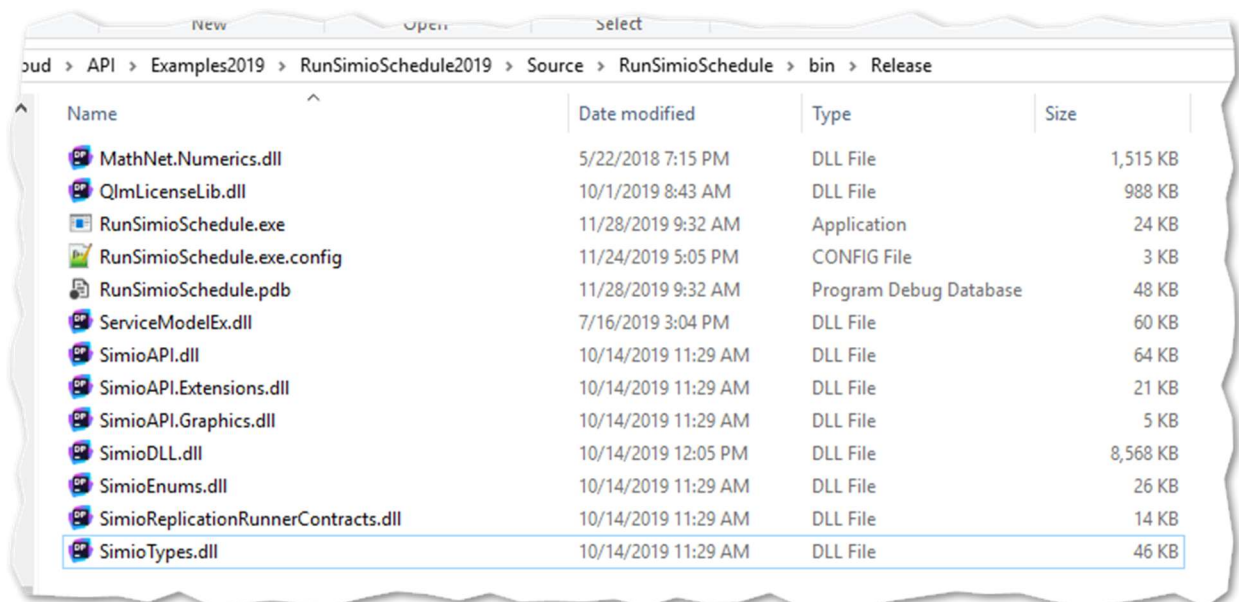 New Open Select
oud > API > Examples2019 > RunSimioSchedule2019 > Source > RunSimioSchedule > bin > Release
Name Date modified Type Size
MathNet.Numerics.dll 5/22/2018 7:15 PM DLL File 1,515 KB
QlmLicenseLib.dll 10/1/2019 8:43 AM DLL File 988 KB
RunSimioSchedule.exe 11/28/2019 9:32 AM Application 24 KB
RunSimioSchedule.exe.config 11/24/2019 5:05 PM CONFIG File 3 KB
RunSimioSchedule.pdb 11/28/2019 9:32 AM Program Debug Database 48 KB
ServiceModelEx.dll 7/16/2019 3:04 PM DLL File 60 KB
SimioAPI.dll 10/14/2019 11:29 AM DLL File 64 KB
SimioAPI.Extensions.dll 10/14/2019 11:29 AM DLL File 21 KB
SimioAPI.Graphics.dll 10/14/2019 11:29 AM DLL File 5 KB
SimioDLL.dll 10/14/2019 12:05 PM DLL File 8,568 KB
SimioEnums.dll 10/14/2019 11:29 AM DLL File 26 KB
SimioReplicationRunnerContracts.dll 10/14/2019 11:29 AM DLL File 14 KB
SimioTypes.dll 10/14/2019 11:29 AM DLL File 46 KB